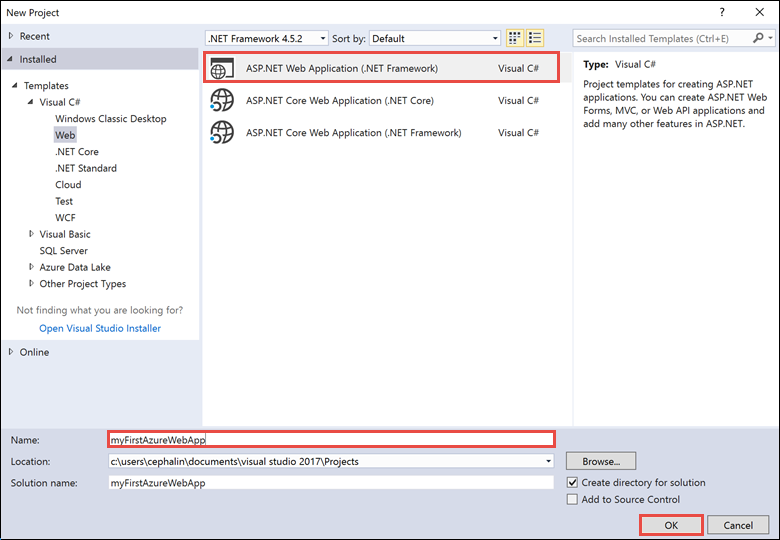 New Project
?
Recent
.NET Framework 4.5.2
Sort by: Default
Search Installed Templates (Ctrl+E)
Installed
Templates
Visual C#
Windows Classic Desktop
Web
.NET Core
.NET Standard
Cloud
Test
WCF
Visual Basic
SQL Server
Azure Data Lake
Other Project Types
Not finding what you are looking for?
Open Visual Studio Installer
Online
ASP.NET Web Application (.NET Framework) Visual C#
ASP.NET Core Web Application (.NET Core) Visual C#
ASP.NET Core Web Application (.NET Framework) Visual C#
Type: Visual C#
Project templates for creating ASP.NET
applications. You can create ASP.NET Web
Forms, MVC, or Web API applications and
add many other features in ASP.NET.
Name: myFirstAzureWebApp
Location: c:\users\cephalin\documents\visual studio 2017\Projects
Browse...
Solution name: myFirstAzureWebApp
Create directory for solution
Add to Source Control
OK
Cancel